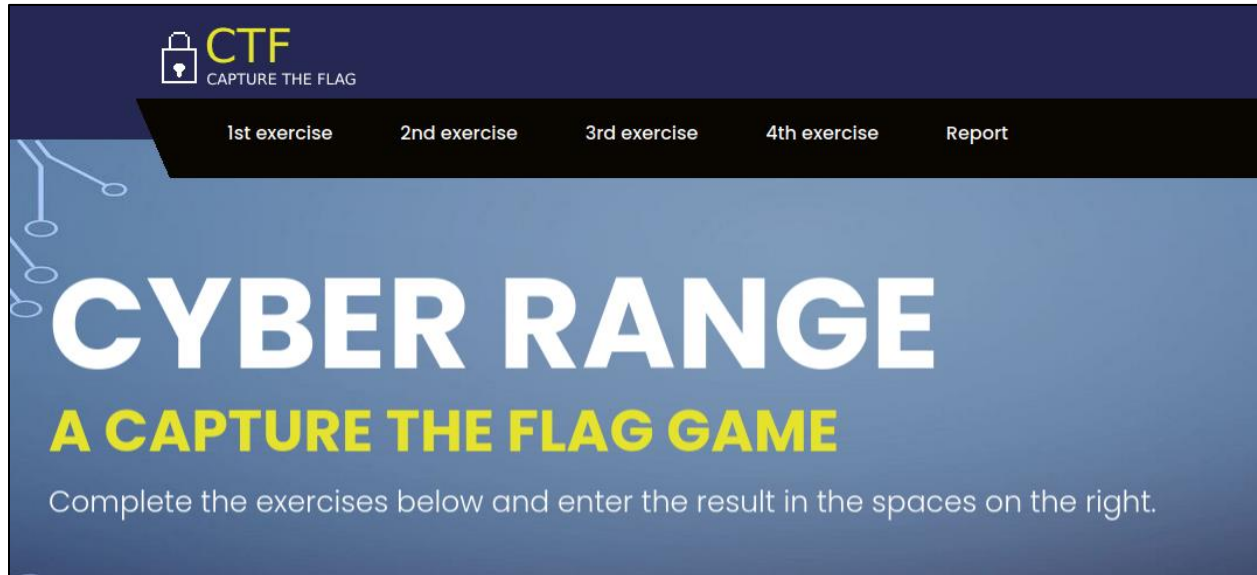 CTF
CAPTURE THE FLAG
1st exercise 2nd exercise 3rd exercise 4th exercise Report
CYBER RANGE
A CAPTURE THE FLAG GAME
Complete the exercises below and enter the result in the spaces on the right.